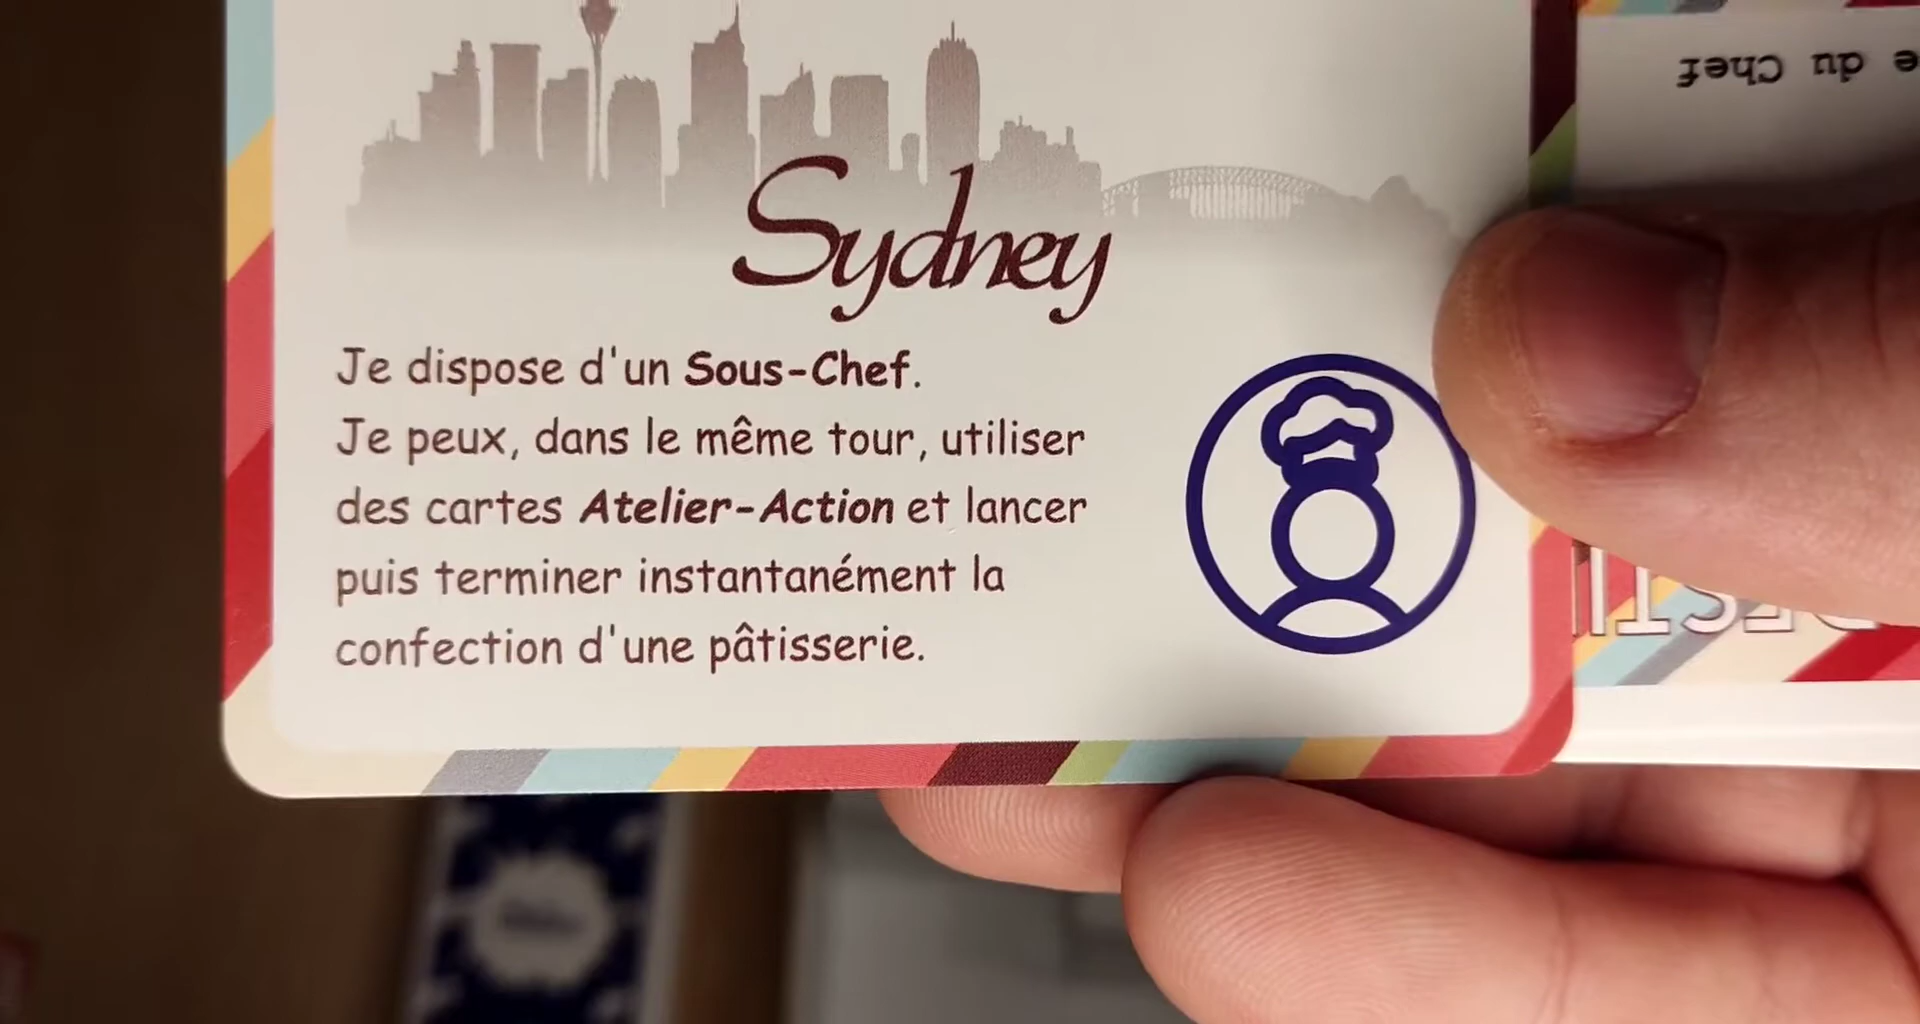 Sydney
Je dispose d'un Sous-Chef.
Je peux, dans le même tour, utiliser
des cartes Atelier-Action et lancer
puis terminer instantanément la
confection d'une pâtisserie.
e du Chef